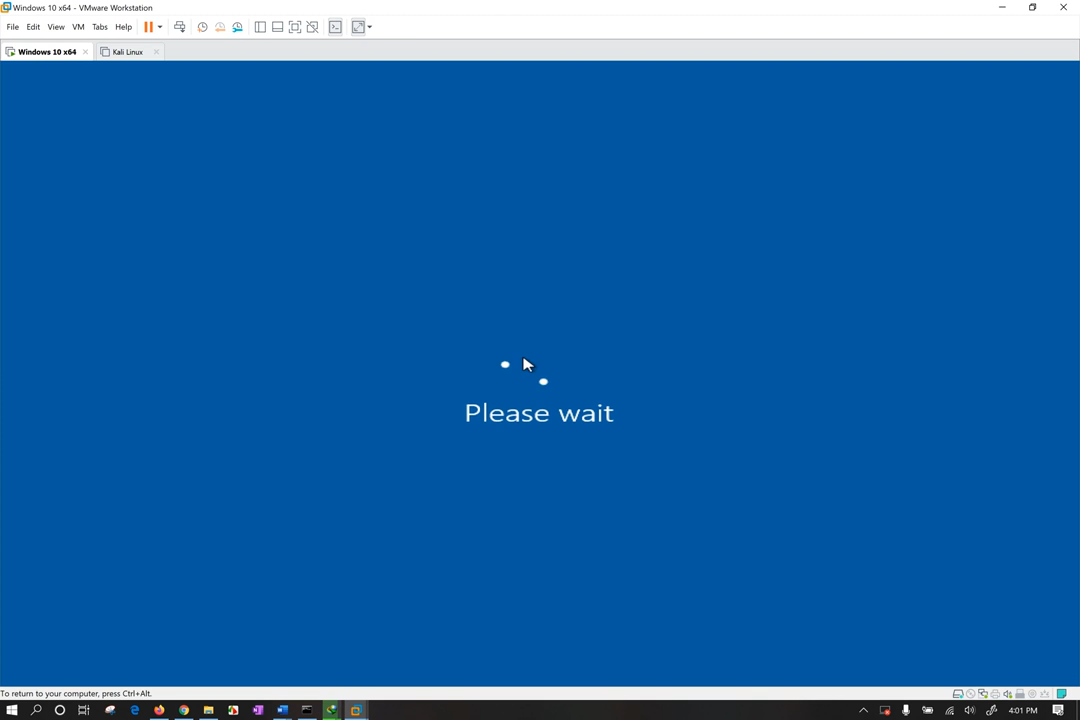 Windows 10 x64 - VMware Workstation
File Edit View VM Tabs Help
Windows 10 x64 Kali Linux
Please wait
To return to your computer, press Ctrl+Alt.
4:01 PM